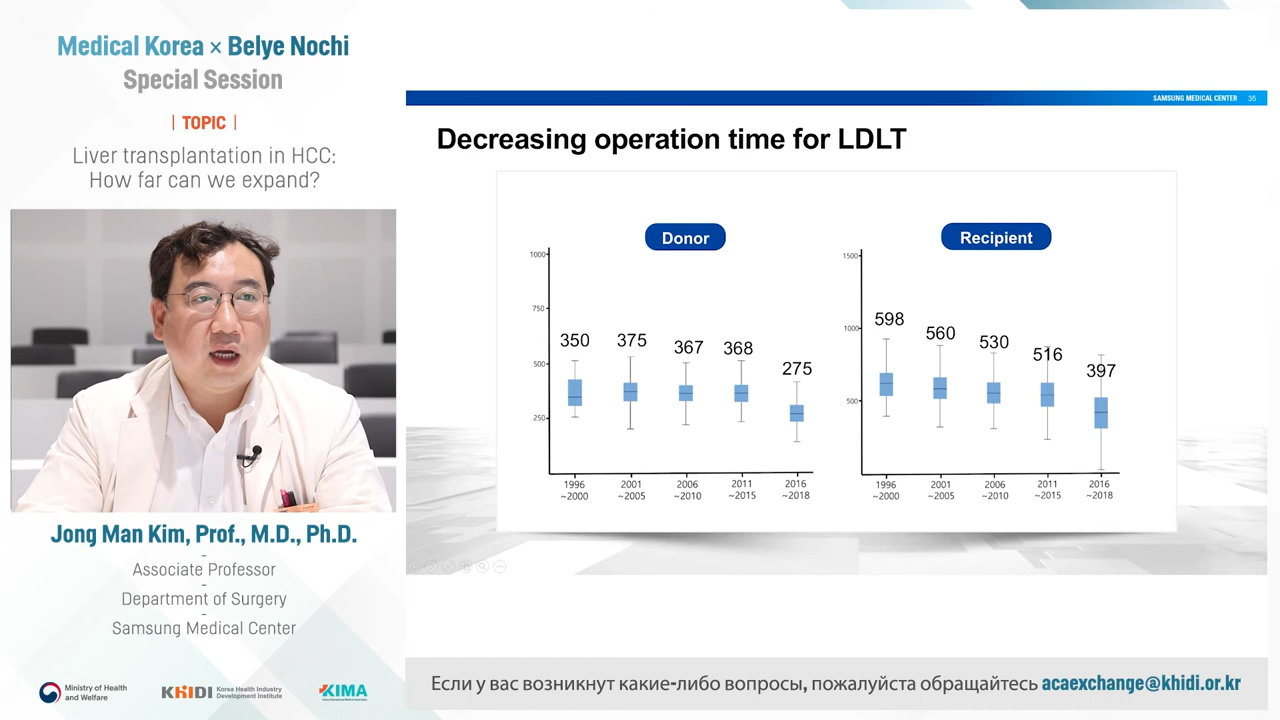 Medical Korea × Belye Nochi
Special Session
| TOPIC |
Liver transplantation in HCC:
How far can we expand?
Jong Man Kim, Prof., M.D., Ph.D.
-
Associate Professor
-
Department of Surgery
-
Samsung Medical Center
Ministry of Health
and Welfare
KHIDI
Korea Health Industry
Development Institute
KIMA
SAMSUNG MEDICAL CENTER 35
Decreasing operation time for LDLT
Donor
1000
750
500
250
350
375
367
368
275
1996
~2000
2001
~2005
2006
~2010
2011
~2015
2016
~2018
Recipient
1500
1000
500
598
560
530
516
397
1996
~2000
2001
~2005
2006
~2010
2011
~2015
2016
~2018
Если у вас возникнут какие-либо вопросы, пожалуйста обращайтесь acaexchange@khidi.or.kr